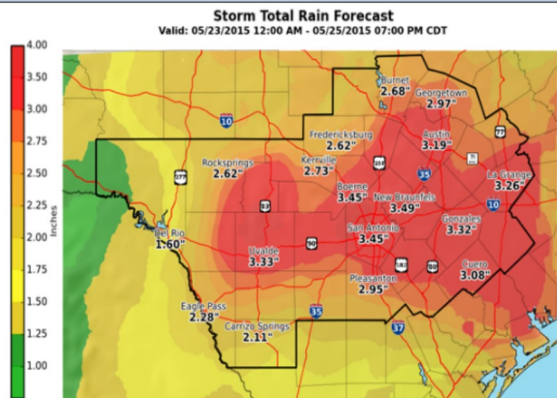 Storm Total Rain Forecast
Valid: 05/23/2015 12:00 AM - 05/25/2015 07:00 PM CDT
4.00
3.50
3.00
2.75
2.50
2.25
2.00
1.75
1.50
1.25
1.00
Inches
Burnet
2.68"
Georgetown
2.97"
10
Fredericksburg
2.62"
Austin
3.19"
77
Rocksprings
2.62"
Kerrville
2.73"
281
277
35
La Grange
3.26"
Boerne
3.45"
New Braunfels
3.49"
83
10
Gonzales
3.32"
San Antonio
3.45"
Del Rio
1.60"
90
Uvalde
3.33"
181
80
Cuero
3.08"
Pleasanton
2.95"
Eagle Pass
2.28"
35
Carrizo Springs
2.11"
37